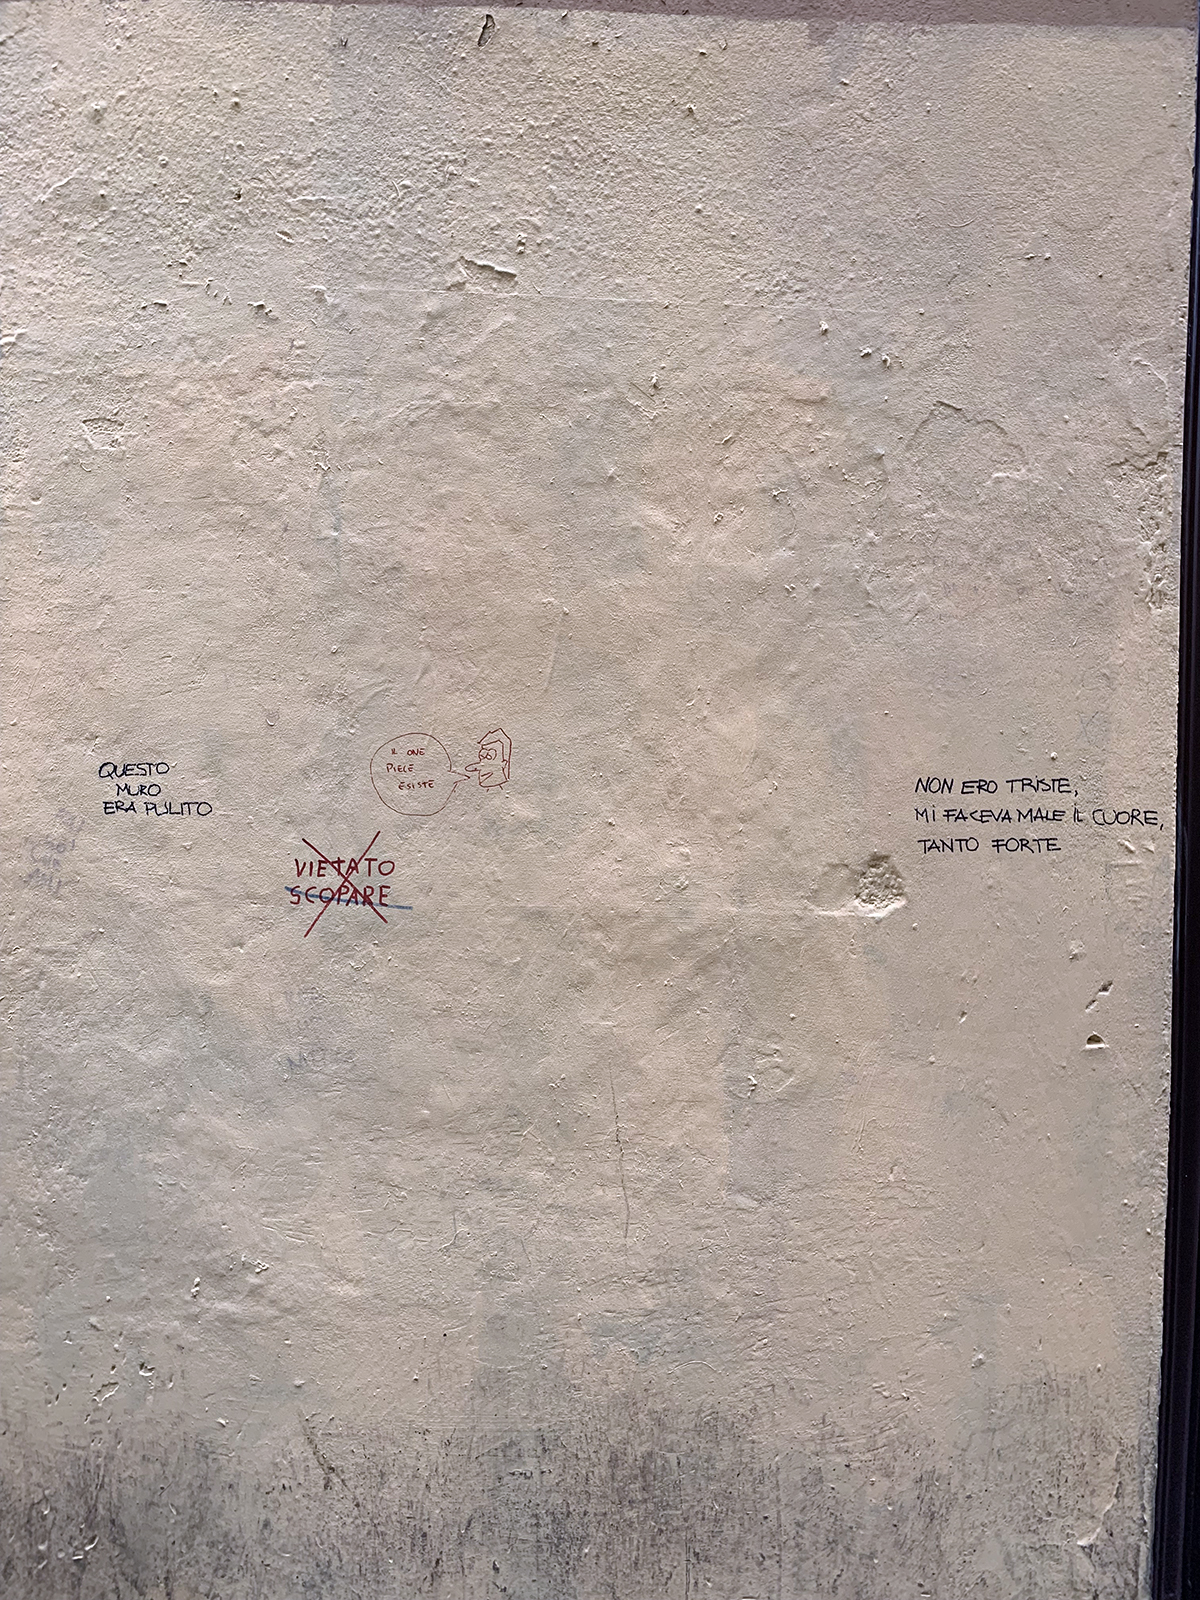 QUESTO
MURO
ERA PULITO
IL ONE
PIECE
ESISTE
VIETATO
SCOPARE
NON ERO TRISTE,
MI FACEVA MALE IL CUORE,
TANTO FORTE